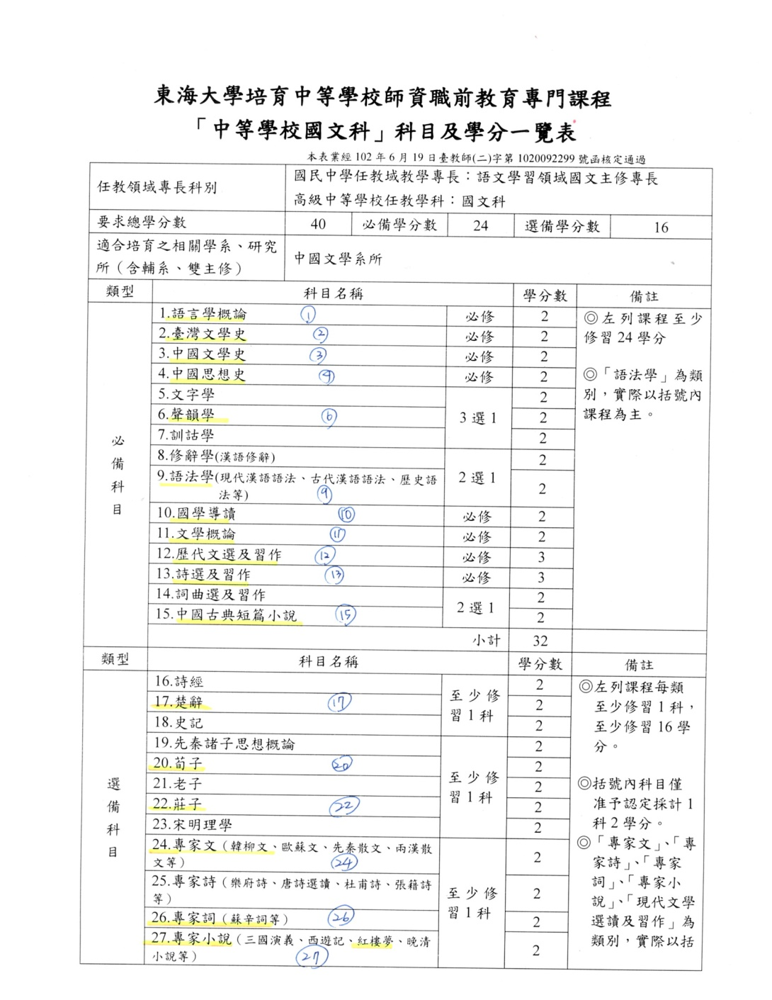 東海大學培育中等學校師資職前教育專門課程
「中等學校國文科」科目及學分一覽表
本表業經 102 年 6 月 19 日臺教師(二)字第 1020092299 號函核定通過
任教領域專長科別
國民中學任教域教學專長：語文學習領域國文主修專長
高級中等學校任教學科：國文科
要求總學分數 40 必備學分數 24 選備學分數 16
適合培育之相關學系、研究
所（含輔系、雙主修）
中國文學系所
類型 科目名稱 學分數 備註
必備科目
1.語言學概論 ① 必修 2
2.臺灣文學史 ② 必修 2
3.中國文學史 ③ 必修 2
4.中國思想史 ④ 必修 2
5.文字學 2
6.聲韻學 ⑥ 3 選 1 2
7.訓詁學 2
8.修辭學(漢語修辭) 2
9.語法學(現代漢語語法、古代漢語語法、歷史語
法等) ⑨ 2 選 1 2
10.國學導讀 ⑩ 必修 2
11.文學概論 ⑪ 必修 2
12.歷代文選及習作 ⑫ 必修 3
13.詩選及習作 ⑬ 必修 3
14.詞曲選及習作 2
15.中國古典短篇小說 ⑮ 2 選 1 2
小計 32
◎左列課程至少
修習 24 學分
◎「語法學」為類
別，實際以括號內
課程為主。
類型 科目名稱 學分數 備註
選備科目
16.詩經 2
17.楚辭 ⑰ 至少修
習 1 科 2
18.史記 2
19.先秦諸子思想概論 2
20.荀子 ⑳ 2
21.老子 至少修
習 1 科 2
22.莊子 ㉒ 2
23.宋明理學 2
24.專家文（韓柳文、歐蘇文、先秦散文、兩漢散
文等） ㉔ 2
25.專家詩（樂府詩、唐詩選讀、杜甫詩、張籍詩
等） 至少修
習 1 科 2
26.專家詞（蘇辛詞等） ㉖ 2
27.專家小說（三國演義、西遊記、紅樓夢、晚清
小說等） ㉗ 2
◎左列課程每類
至少修習 1 科，
至少修習 16 學
分。
◎括號內科目僅
准予認定採計 1
科 2 學分。
◎「專家文」、「專
家詩」、「專家
詞」、「專家小
說」、「現代文學
選讀及習作」為
類別，實際以括